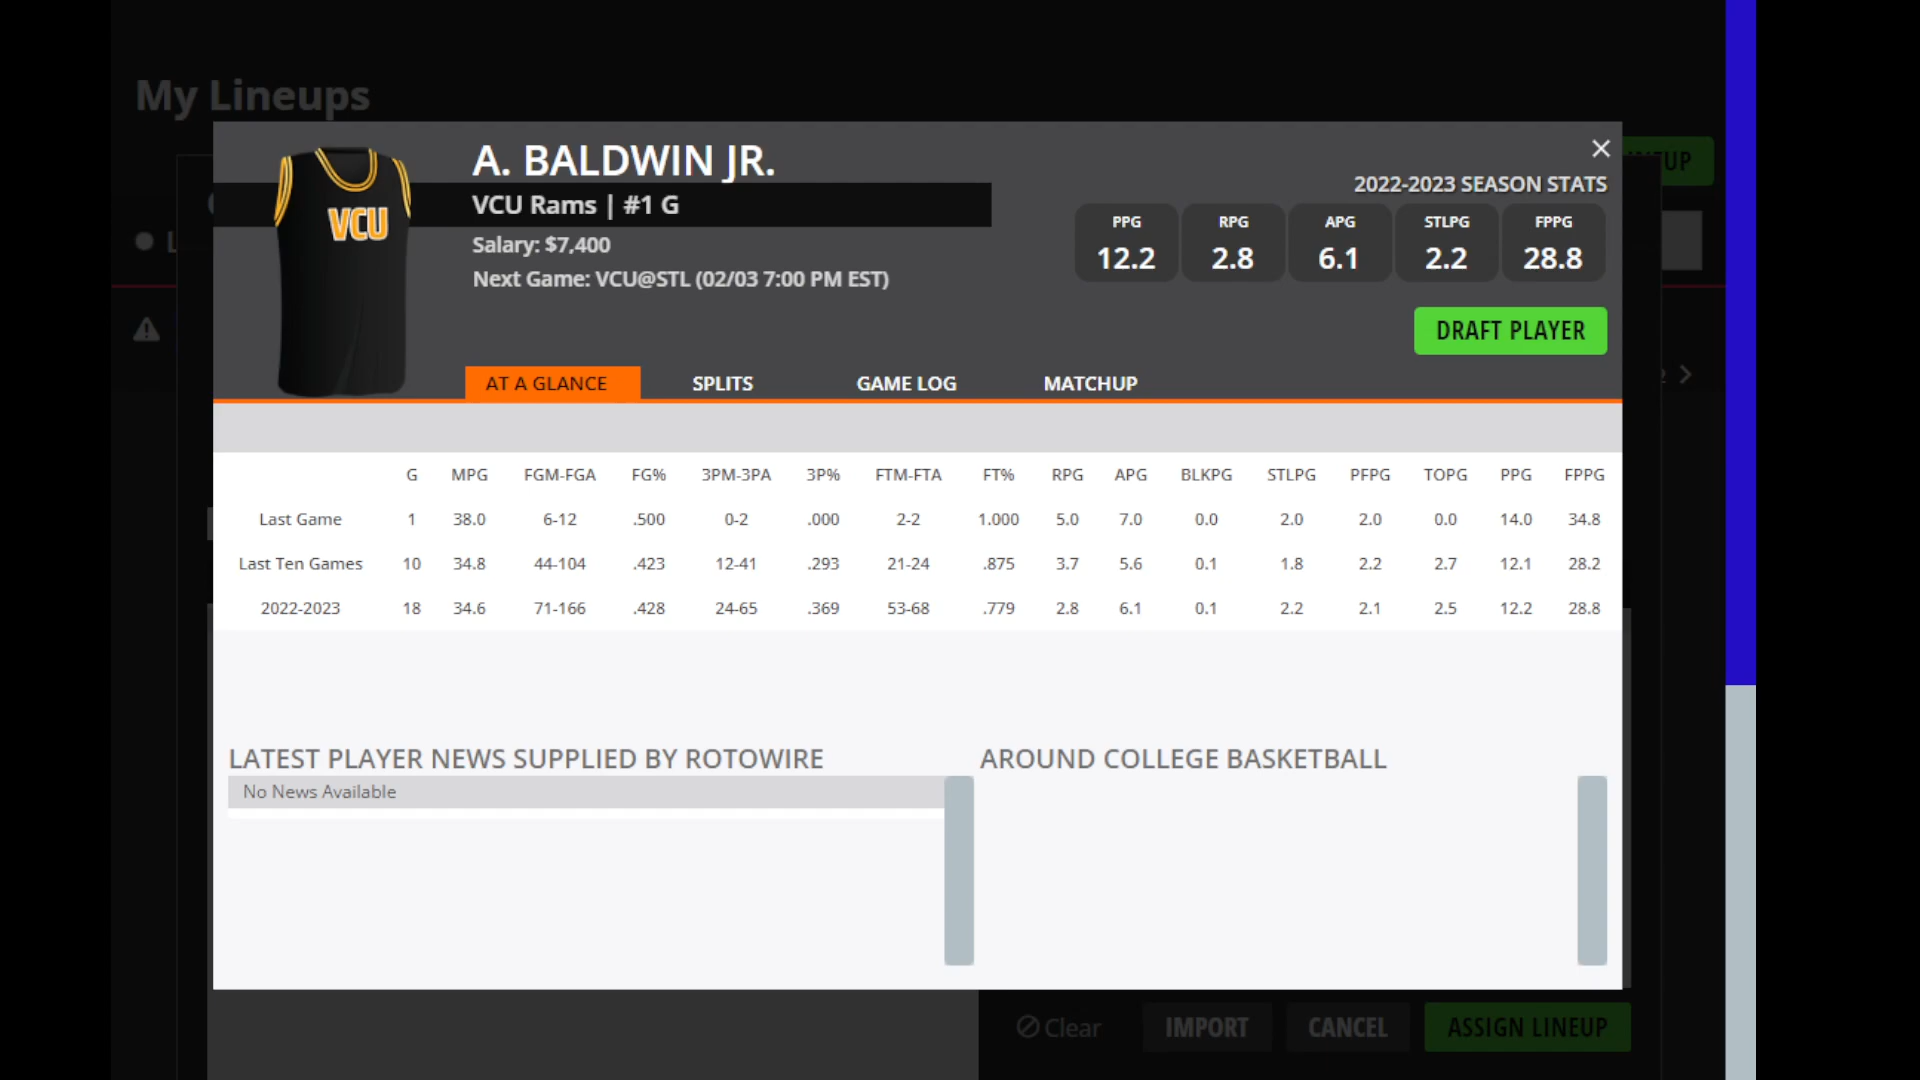 My Lineups
A. BALDWIN JR.
VCU Rams | #1 G
Salary: $7,400
Next Game: VCU@STL (02/03 7:00 PM EST)
VCU
2022-2023 SEASON STATS
PPG RPG APG STLPG FPPG
12.2 2.8 6.1 2.2 28.8
DRAFT PLAYER
AT A GLANCE SPLITS GAME LOG MATCHUP
G MPG FGM-FGA FG% 3PM-3PA 3P% FTM-FTA FT% RPG APG BLKPG STLPG PFPG TOPG PPG FPPG
Last Game 1 38.0 6-12 .500 0-2 .000 2-2 1.000 5.0 7.0 0.0 2.0 2.0 0.0 14.0 34.8
Last Ten Games 10 34.8 44-104 .423 12-41 .293 21-24 .875 3.7 5.6 0.1 1.8 2.2 2.7 12.1 28.2
2022-2023 18 34.6 71-166 .428 24-65 .369 53-68 .779 2.8 6.1 0.1 2.2 2.1 2.5 12.2 28.8
LATEST PLAYER NEWS SUPPLIED BY ROTOWIRE
No News Available
AROUND COLLEGE BASKETBALL
Clear IMPORT CANCEL ASSIGN LINEUP